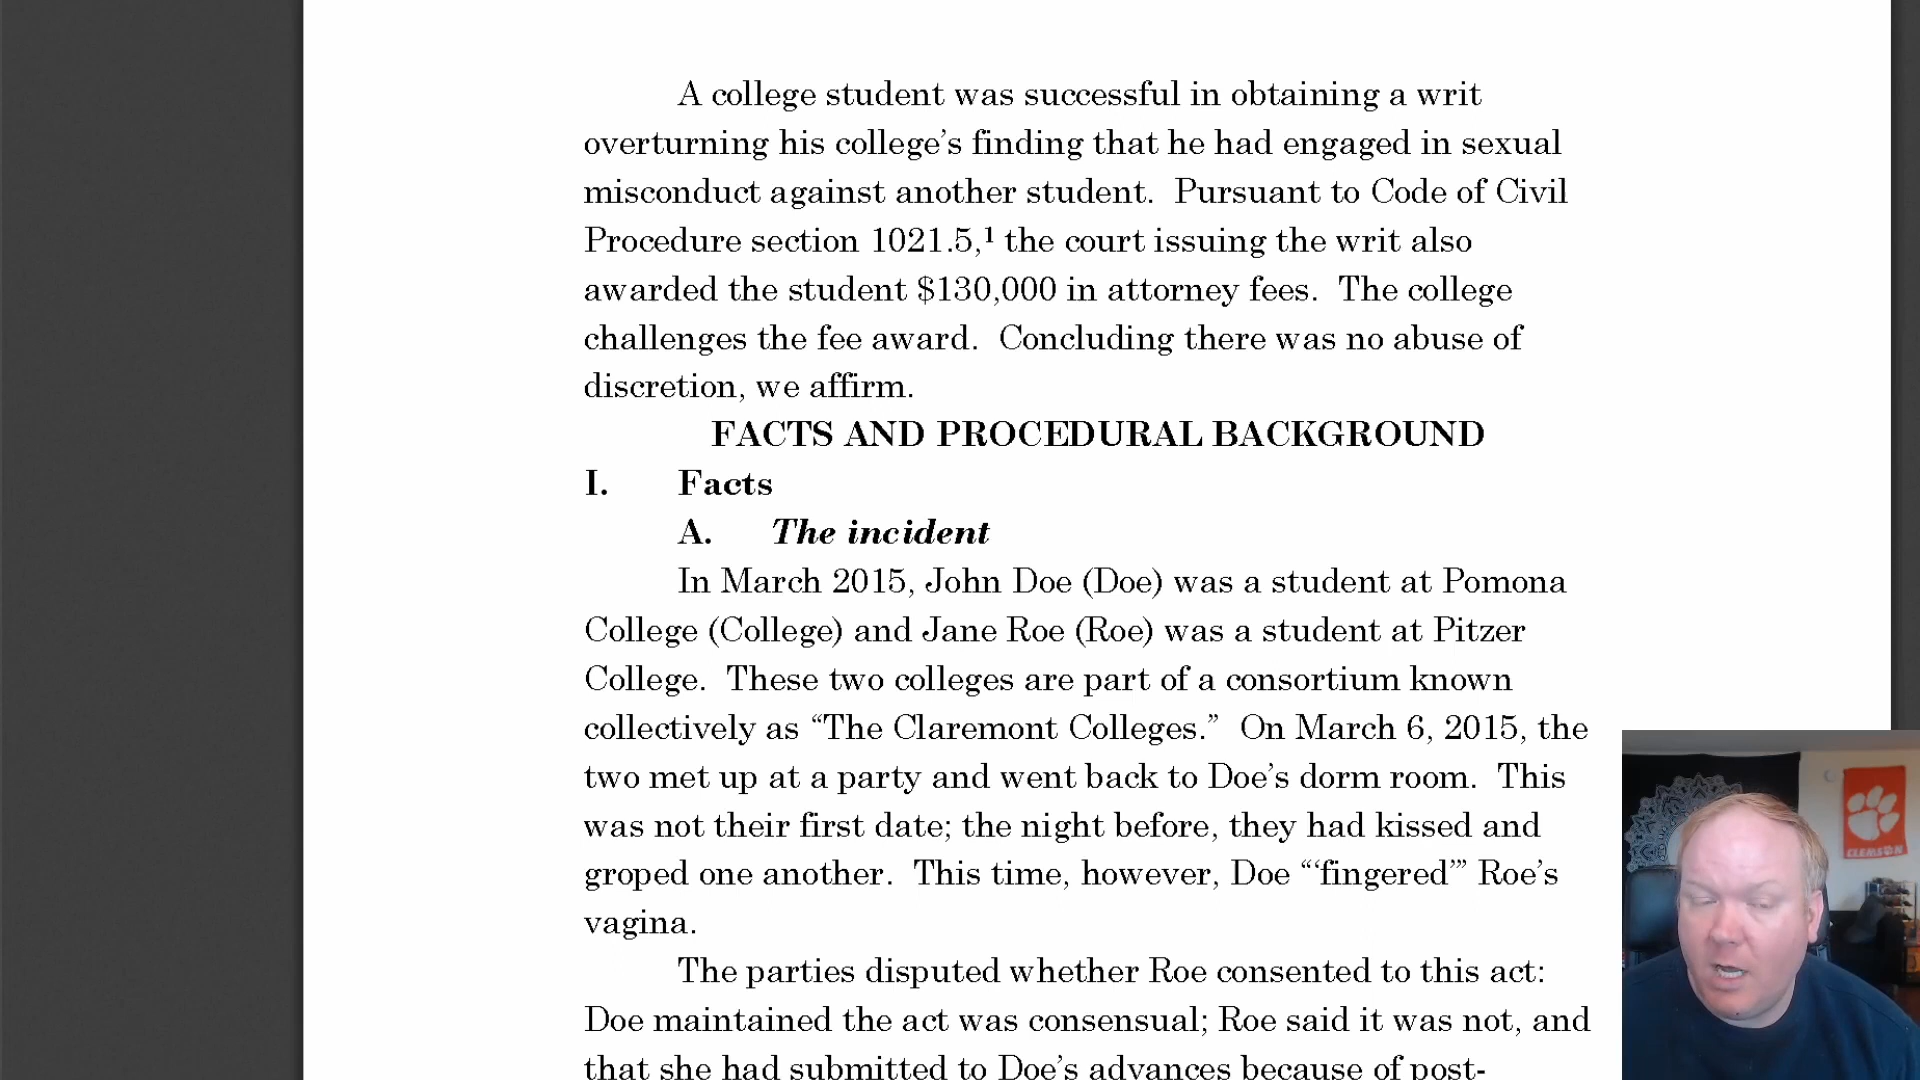 A college student was successful in obtaining a writ
overturning his college’s finding that he had engaged in sexual
misconduct against another student.  Pursuant to Code of Civil
Procedure section 1021.5,¹ the court issuing the writ also
awarded the student $130,000 in attorney fees.  The college
challenges the fee award.  Concluding there was no abuse of
discretion, we affirm.
FACTS AND PROCEDURAL BACKGROUND
I. Facts
A. The incident
In March 2015, John Doe (Doe) was a student at Pomona
College (College) and Jane Roe (Roe) was a student at Pitzer
College.  These two colleges are part of a consortium known
collectively as “The Claremont Colleges.”  On March 6, 2015, the
two met up at a party and went back to Doe’s dorm room.  This
was not their first date; the night before, they had kissed and
groped one another.  This time, however, Doe “‘fingered’” Roe’s
vagina.
The parties disputed whether Roe consented to this act:
Doe maintained the act was consensual; Roe said it was not, and
that she had submitted to Doe’s advances because of post-
CLEMSON